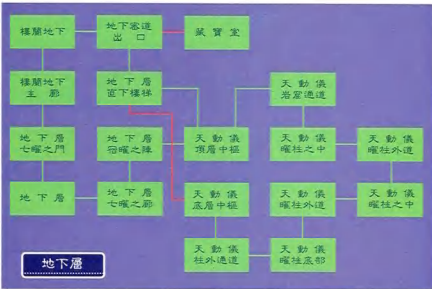 樓蘭地下
地下密道
出口
藏寶室
樓蘭地下
主廊
地下層
窖下樓梯
天動儀
岩窟通道
地下層
七曜之門
地下層
宿曜之陣
天動儀
頂層中樞
天動儀
曜柱之中
天動儀
曜柱外道
地下層
地下層
七曜之廊
天動儀
底層中樞
天動儀
曜柱外道
天動儀
曜柱之中
天動儀
柱外通道
天動儀
曜柱底部
地下層